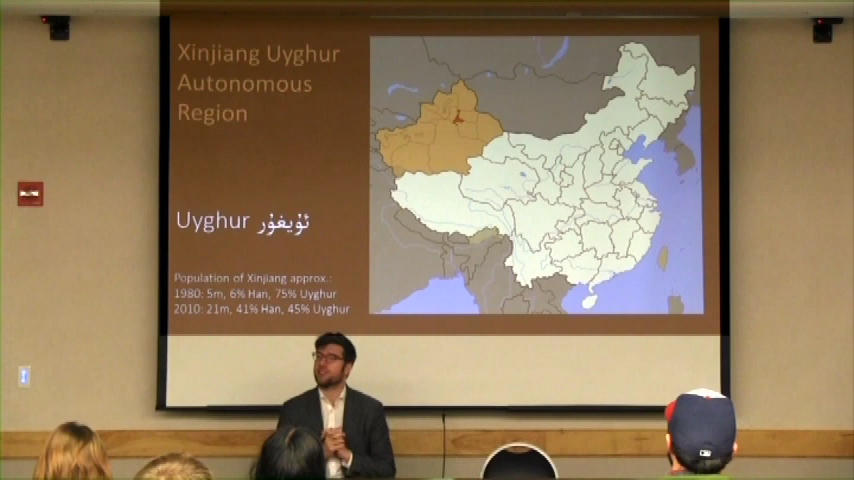 Xinjiang Uyghur
Autonomous
Region
Uyghur ئۇيغۇر
Population of Xinjiang approx.:
1980: 5m, 6% Han, 75% Uyghur
2010: 21m, 41% Han, 45% Uyghur